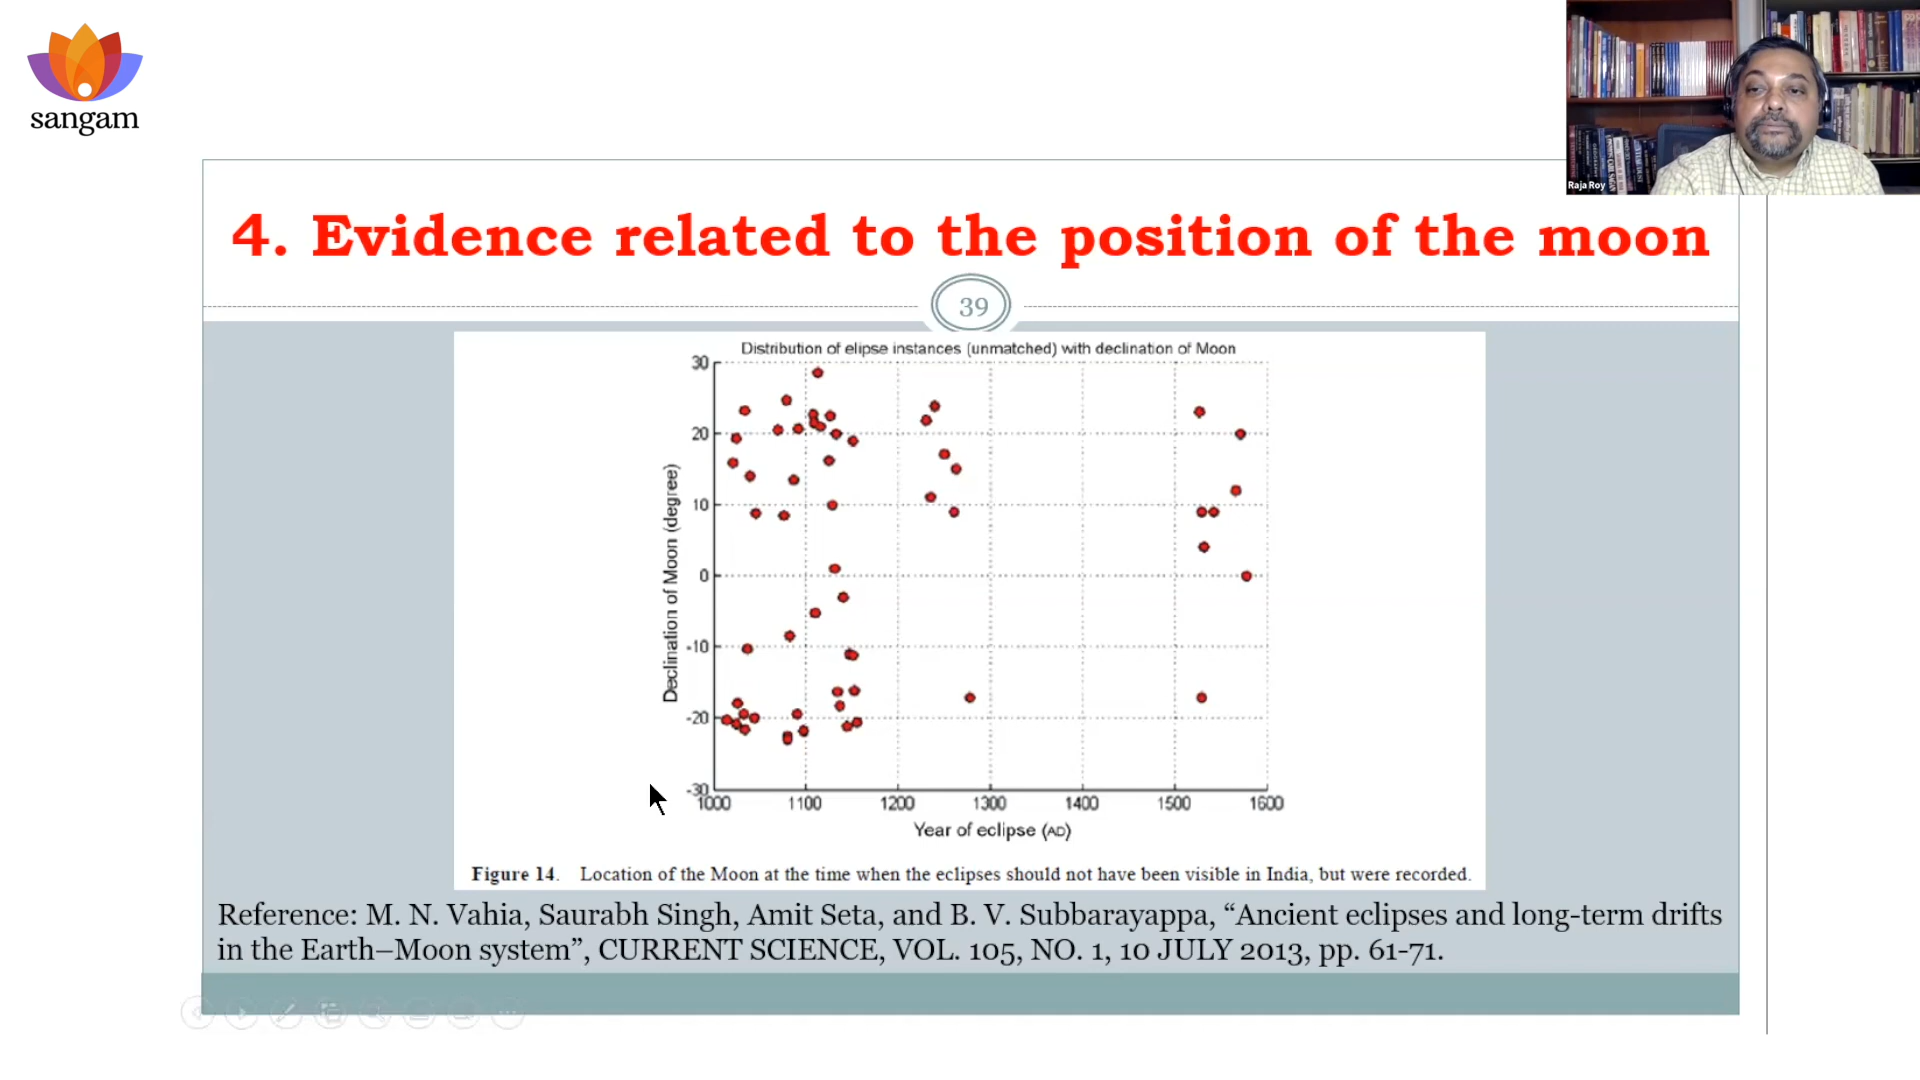 sangam
Raja Roy
4. Evidence related to the position of the moon
39
Distribution of elipse instances (unmatched) with declination of Moon
30
20
10
0
-10
-20
-30
Declination of Moon (degree)
1000 1100 1200 1300 1400 1500 1600
Year of eclipse (AD)
Figure 14. Location of the Moon at the time when the eclipses should not have been visible in India, but were recorded.
Reference: M. N. Vahia, Saurabh Singh, Amit Seta, and B. V. Subbarayappa, “Ancient eclipses and long-term drifts
in the Earth–Moon system”, CURRENT SCIENCE, VOL. 105, NO. 1, 10 JULY 2013, pp. 61-71.